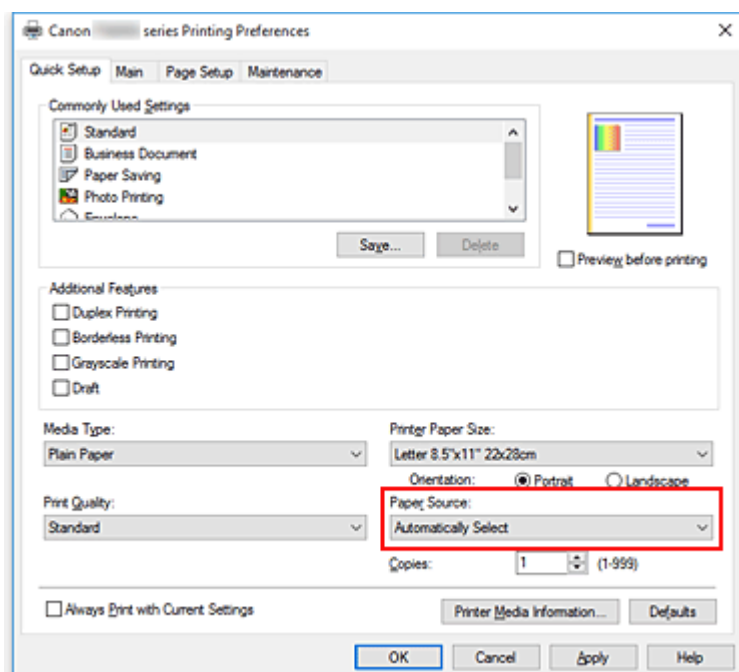 Canon series Printing Preferences
Quick Setup Main Page Setup Maintenance
Commonly Used Settings
Standard
Business Document
Paper Saving
Photo Printing
Envelope
Save... Delete
Preview before printing
Additional Features
Duplex Printing
Borderless Printing
Grayscale Printing
Draft
Media Type: Printer Paper Size:
Plain Paper Letter 8.5"x11" 22x28cm
Orientation: Portrait Landscape
Print Quality: Paper Source:
Standard Automatically Select
Copies: 1 (1-999)
Always Print with Current Settings Printer Media Information... Defaults
OK Cancel Apply Help